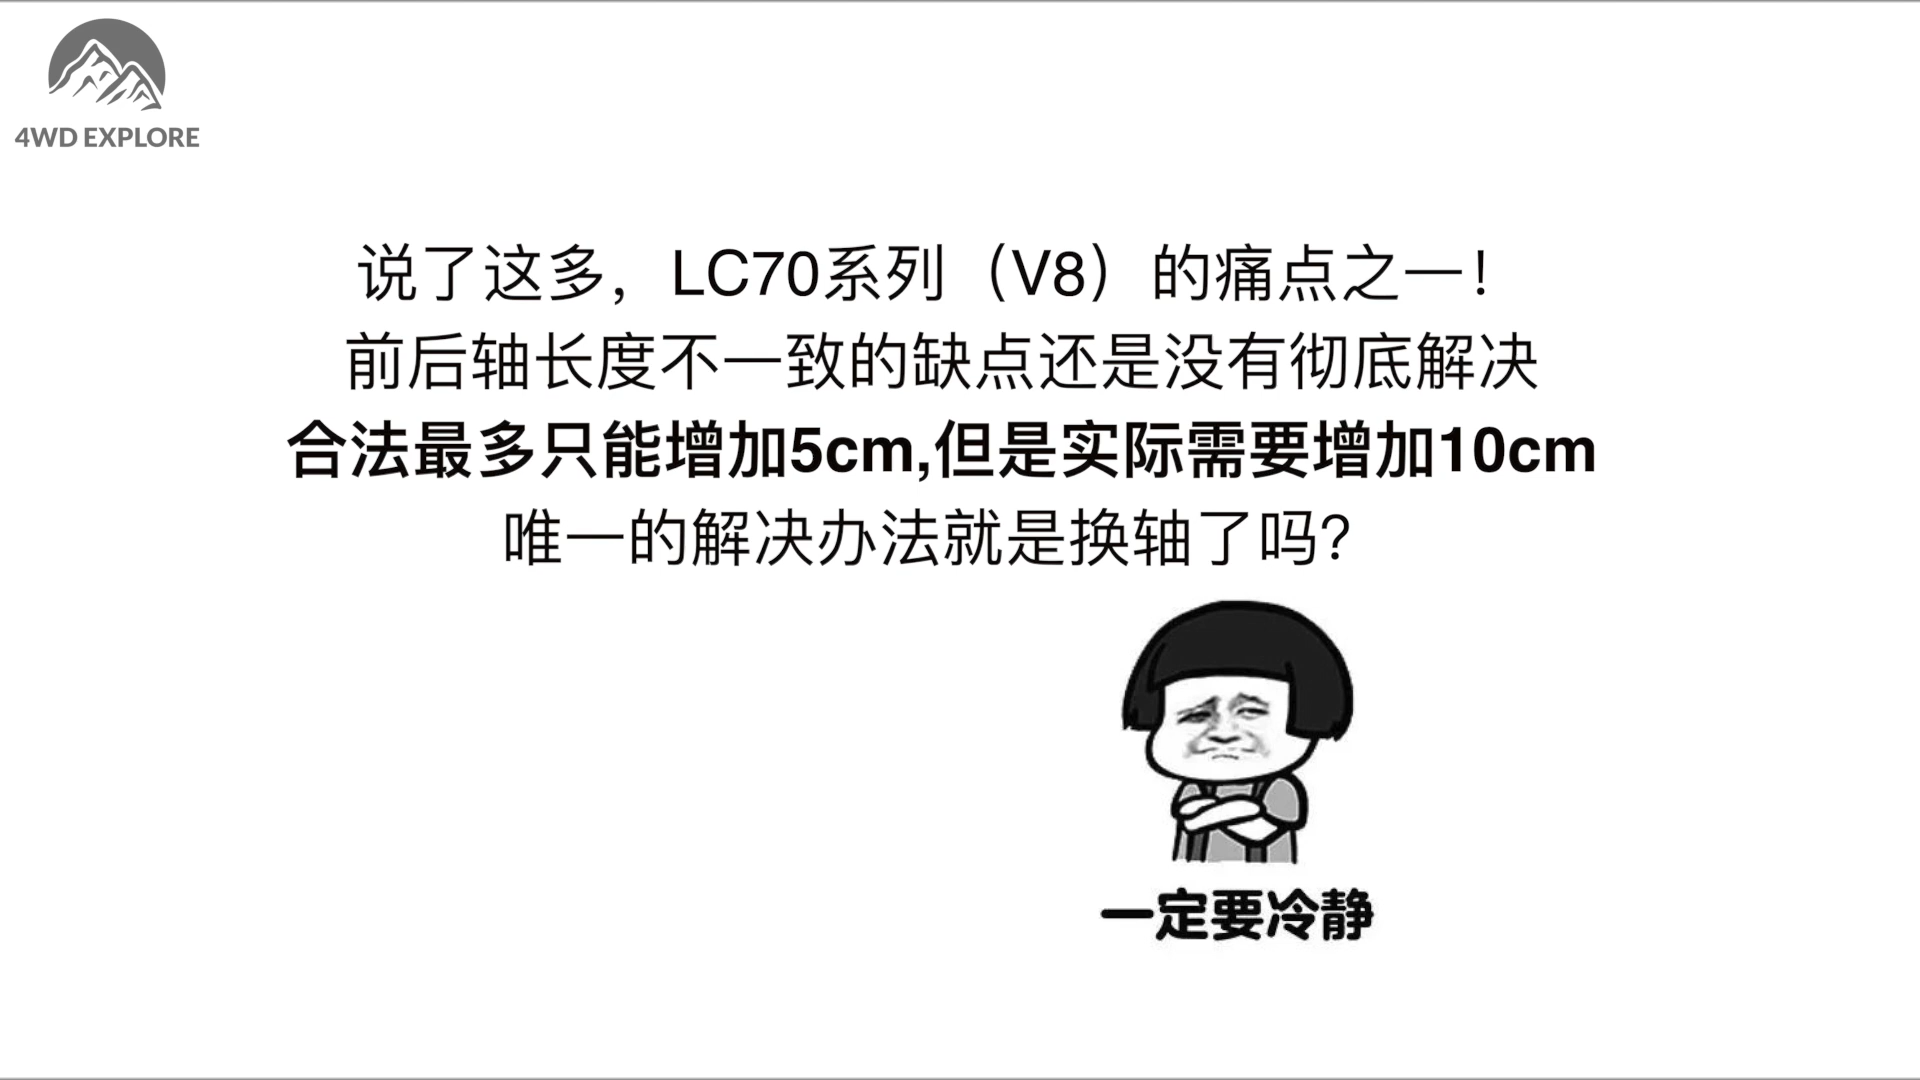 4WD EXPLORE
说了这多，LC70系列（V8）的痛点之一！
前后轴长度不一致的缺点还是没有彻底解决
合法最多只能增加5cm,但是实际需要增加10cm
唯一的解决办法就是换轴了吗？
一定要冷静